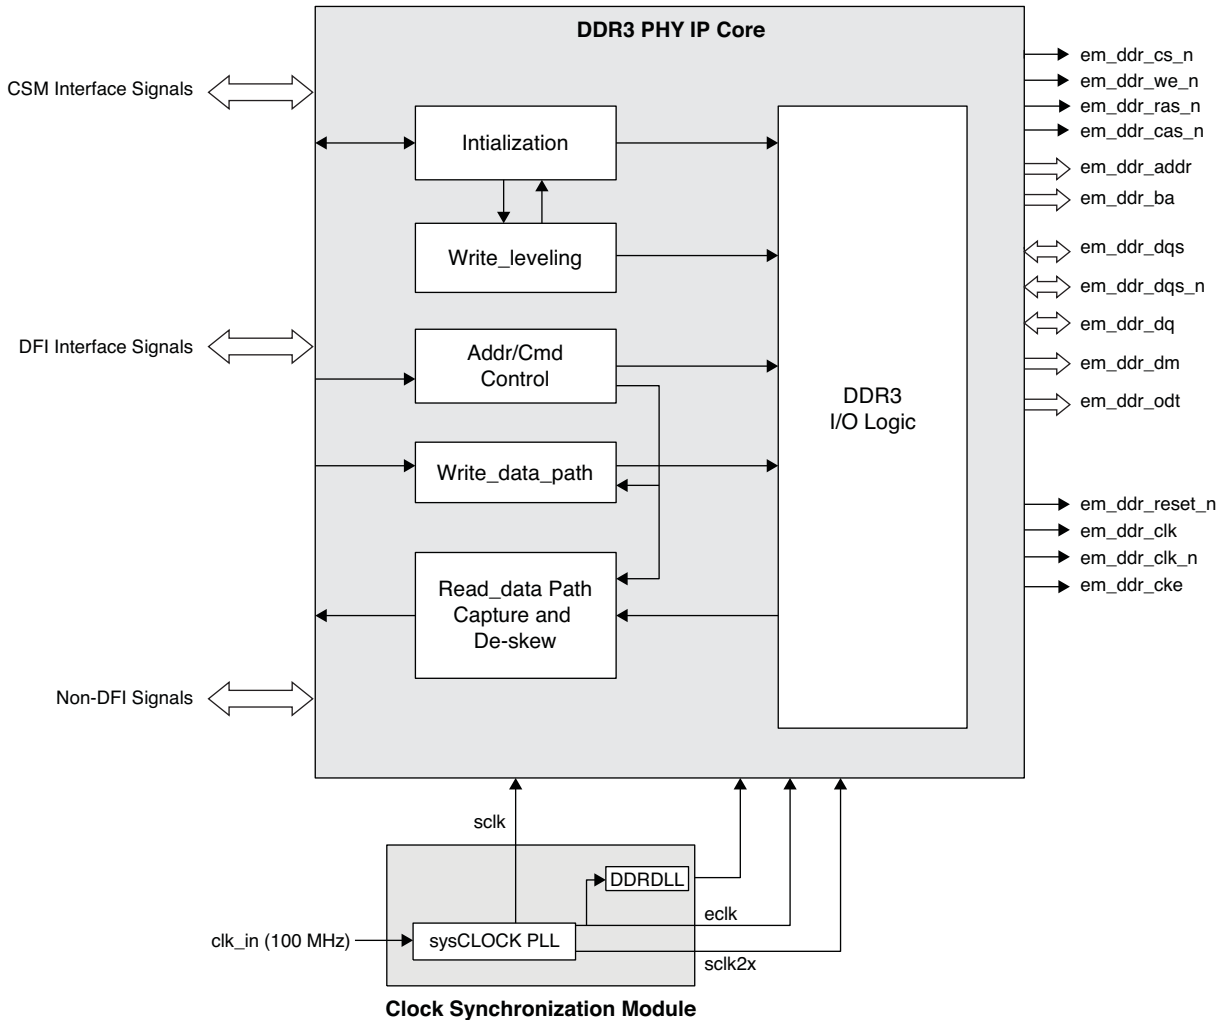 DDR3 PHY IP Core
CSM Interface Signals
DFI Interface Signals
Non-DFI Signals
Intialization
Write_leveling
Addr/Cmd
Control
Write_data_path
Read_data Path
Capture and
De-skew
DDR3
I/O Logic
em_ddr_cs_n
em_ddr_we_n
em_ddr_ras_n
em_ddr_cas_n
em_ddr_addr
em_ddr_ba
em_ddr_dqs
em_ddr_dqs_n
em_ddr_dq
em_ddr_dm
em_ddr_odt
em_ddr_reset_n
em_ddr_clk
em_ddr_clk_n
em_ddr_cke
sclk
DDRDLL
eclk
clk_in (100 MHz)
sysCLOCK PLL
sclk2x
Clock Synchronization Module